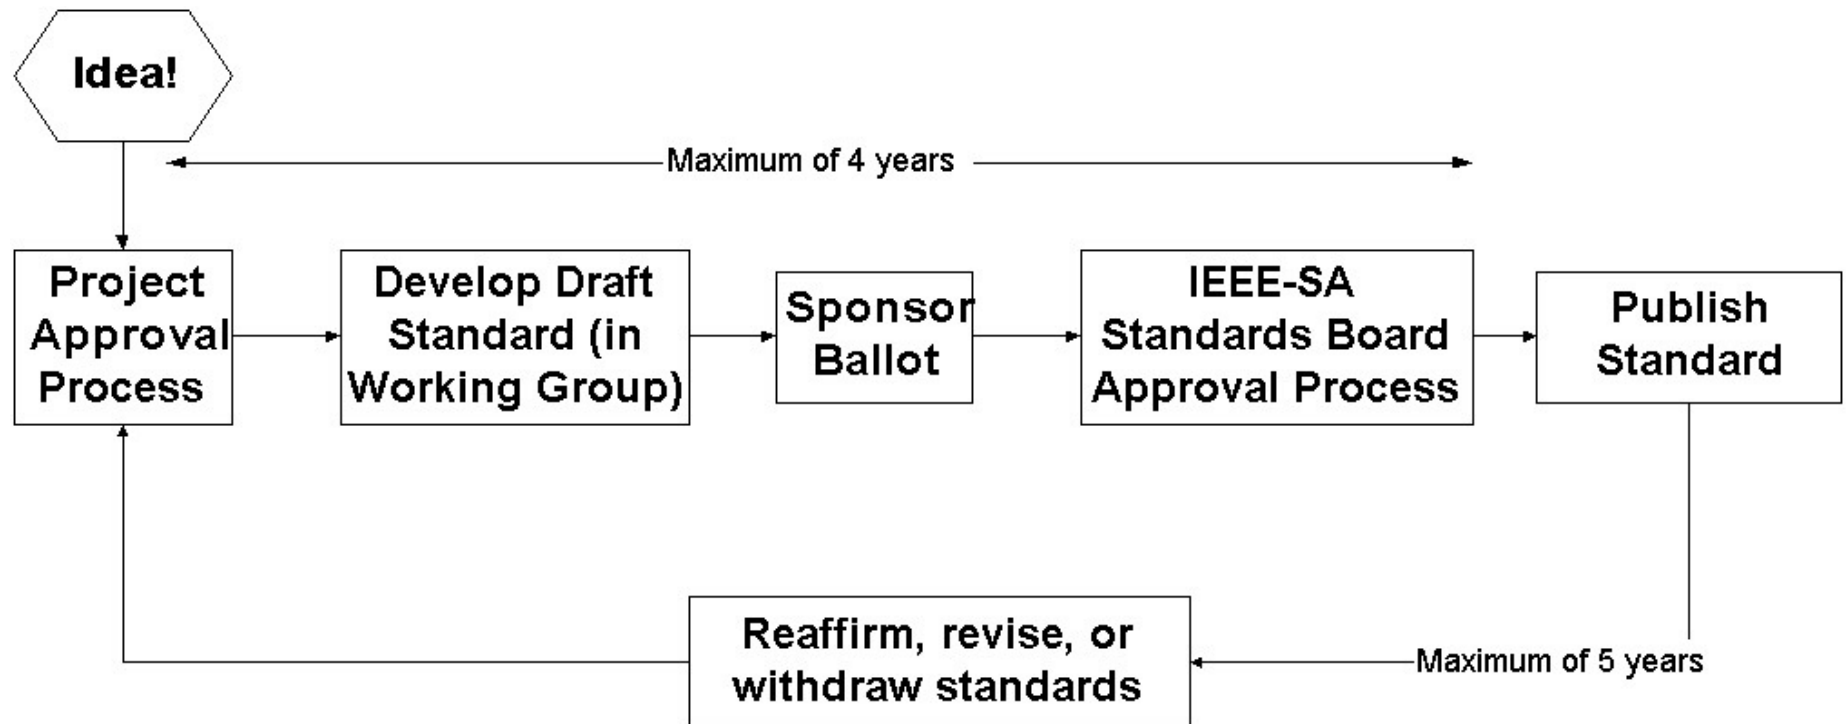 Idea!
Maximum of 4 years
Project
Approval
Process
Develop Draft
Standard (in
Working Group)
Sponsor
Ballot
IEEE-SA
Standards Board
Approval Process
Publish
Standard
Reaffirm, revise, or
withdraw standards
Maximum of 5 years